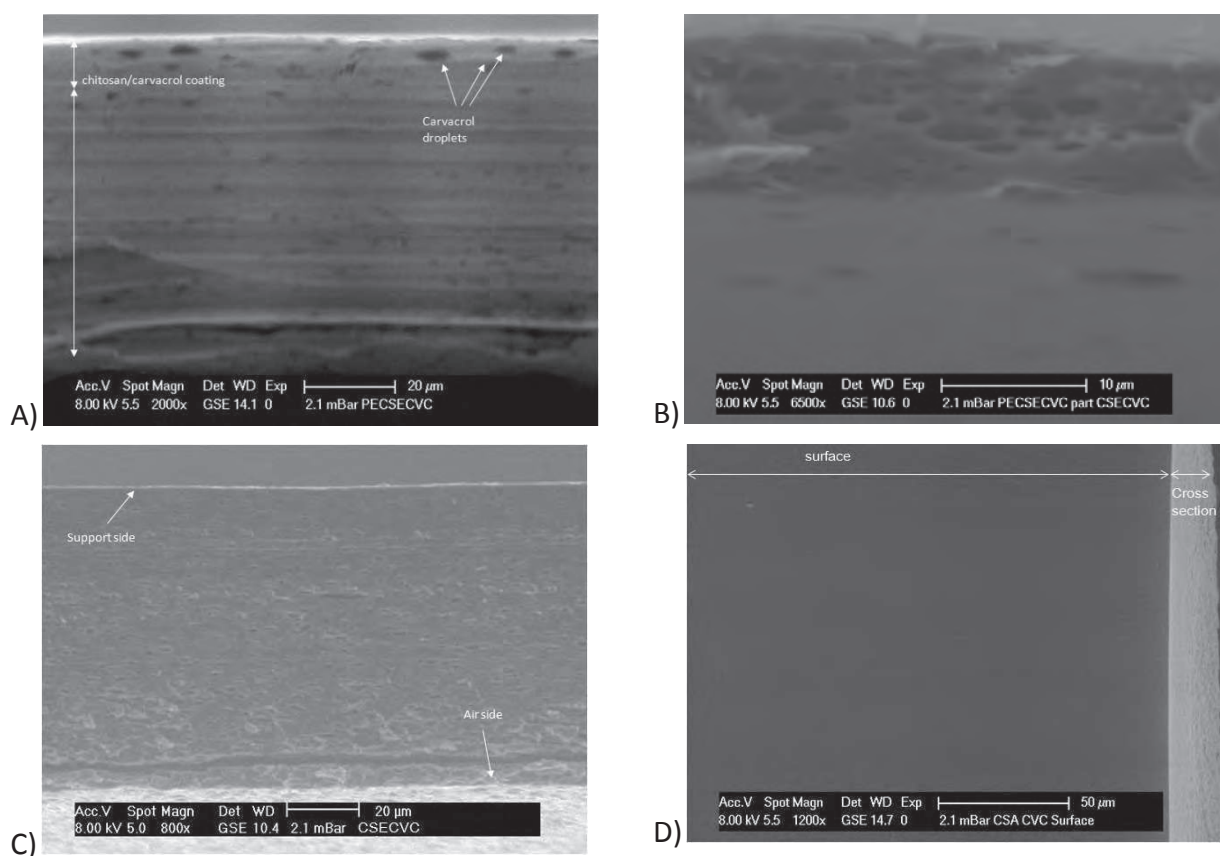 chitosan/carvacrol coating
Carvacrol
droplets
Acc.V Spot Magn Det WD Exp 20 µm
8.00 kV 5.5 2000x GSE 14.1 0 2.1 mBar PECSECVC
A)
Acc.V Spot Magn Det WD Exp 10 µm
8.00 kV 5.5 6500x GSE 10.6 0 2.1 mBar PECSECVC part CSECVC
B)
Support side
Air side
Acc.V Spot Magn Det WD 20 µm
8.00 kV 5.0 800x GSE 10.4 2.1 mBar CSECVC
C)
surface
Cross
section
Acc.V Spot Magn Det WD Exp 50 µm
8.00 kV 5.5 1200x GSE 14.7 0 2.1 mBar CSA CVC Surface
D)